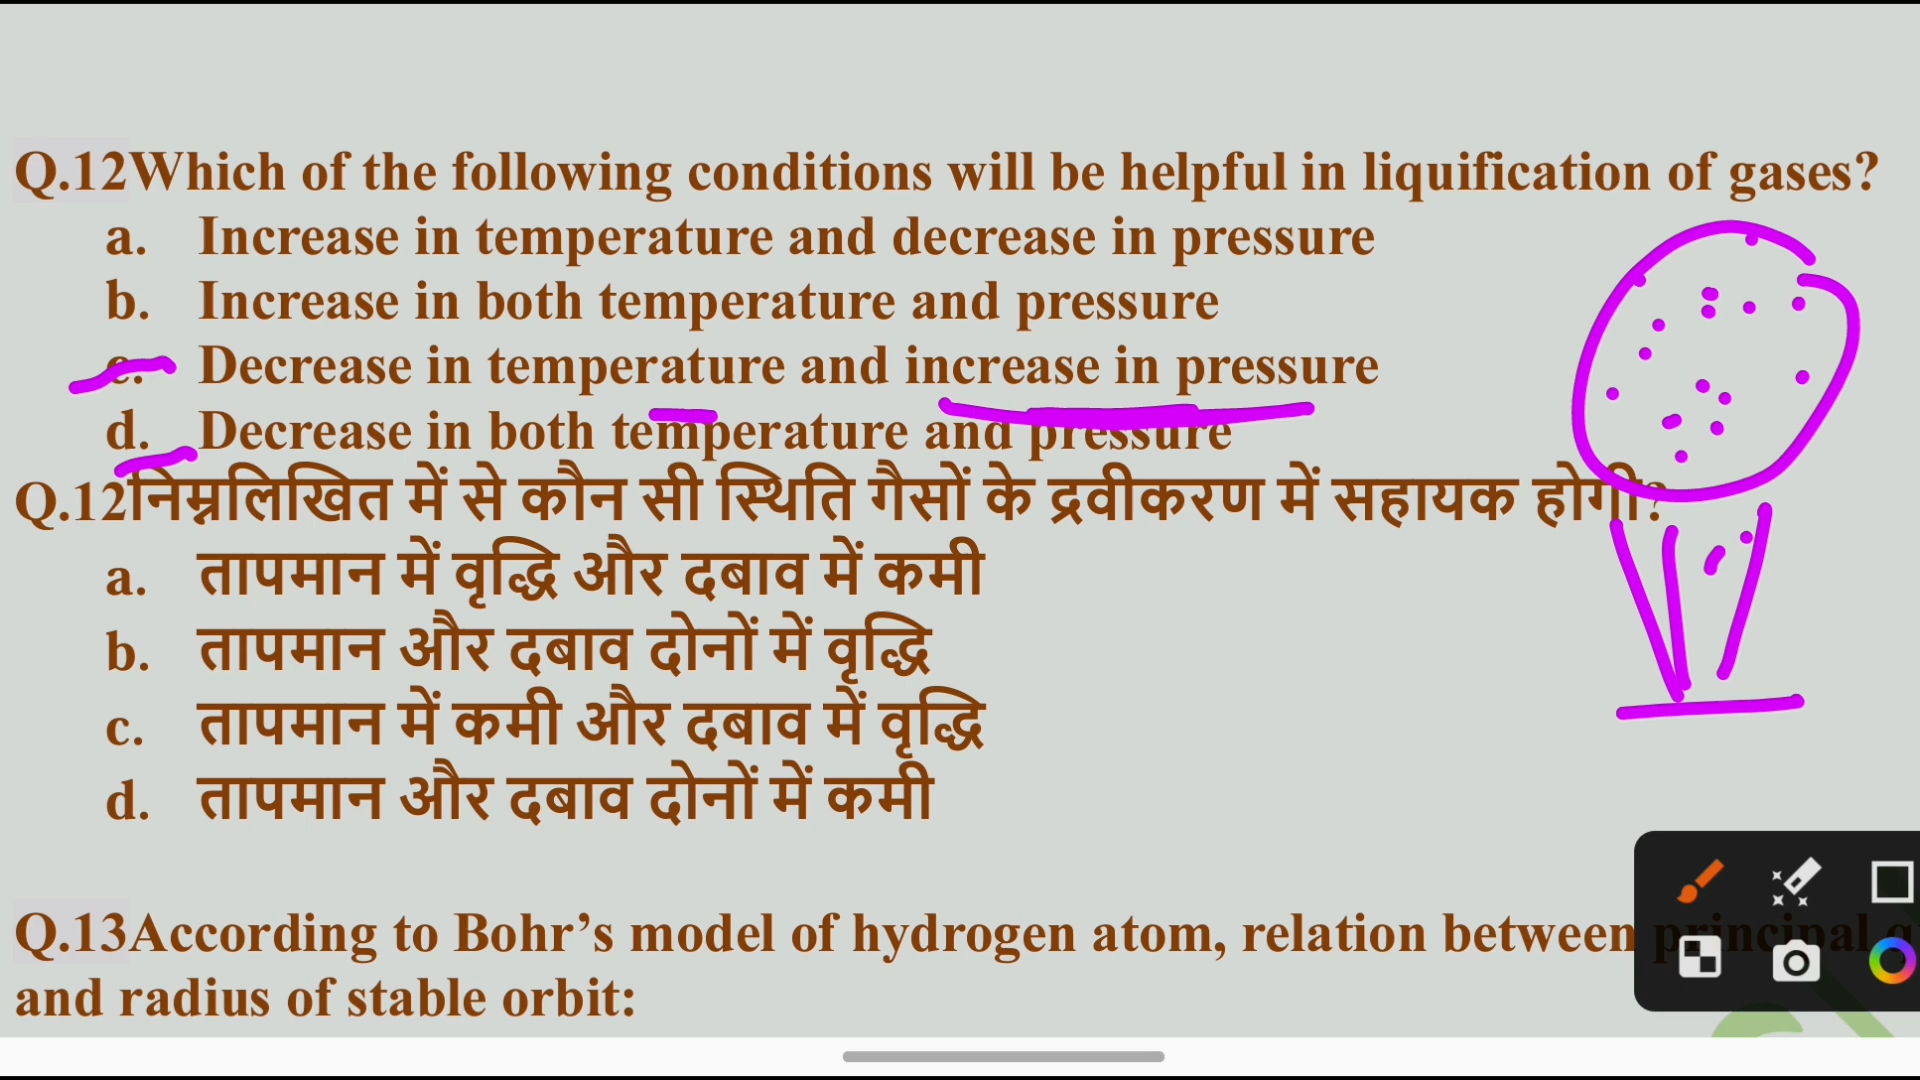 Q.12Which of the following conditions will be helpful in liquification of gases?
a. Increase in temperature and decrease in pressure
b. Increase in both temperature and pressure
c. Decrease in temperature and increase in pressure
d. Decrease in both temperature and pressure
Q.12निम्नलिखित में से कौन सी स्थिति गैसों के द्रवीकरण में सहायक होगी?
a. तापमान में वृद्धि और दबाव में कमी
b. तापमान और दबाव दोनों में वृद्धि
c. तापमान में कमी और दबाव में वृद्धि
d. तापमान और दबाव दोनों में कमी
Q.13According to Bohr’s model of hydrogen atom, relation between principal q
and radius of stable orbit: